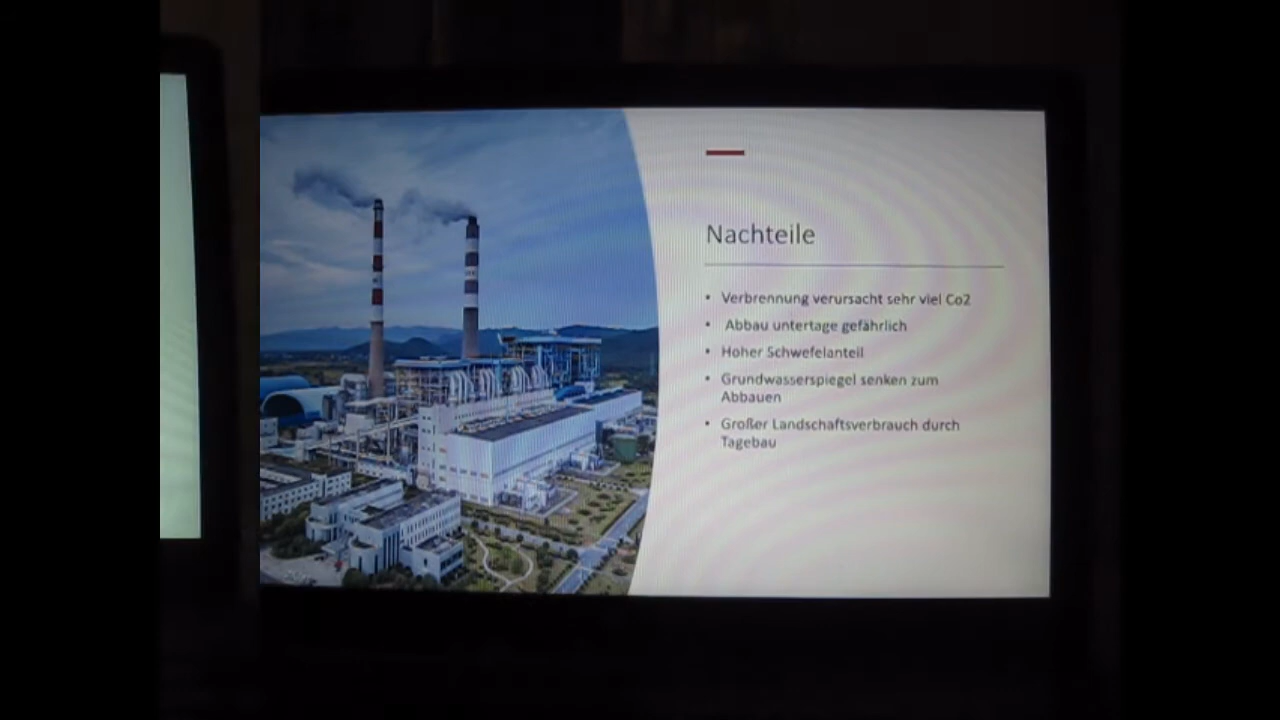 Nachteile
• Verbrennung verursacht sehr viel Co2
• Abbau untertage gefährlich
• Hoher Schwefelanteil
• Grundwasserspiegel senken zum
Abbauen
• Großer Landschaftsverbrauch durch
Tagebau